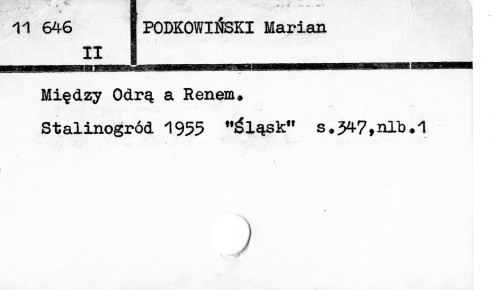 11 646
II
PODKOWIŃSKI Marian
Między Odrą a Renem.
Stalinogród 1955 "Śląsk" s.347,nlb.1